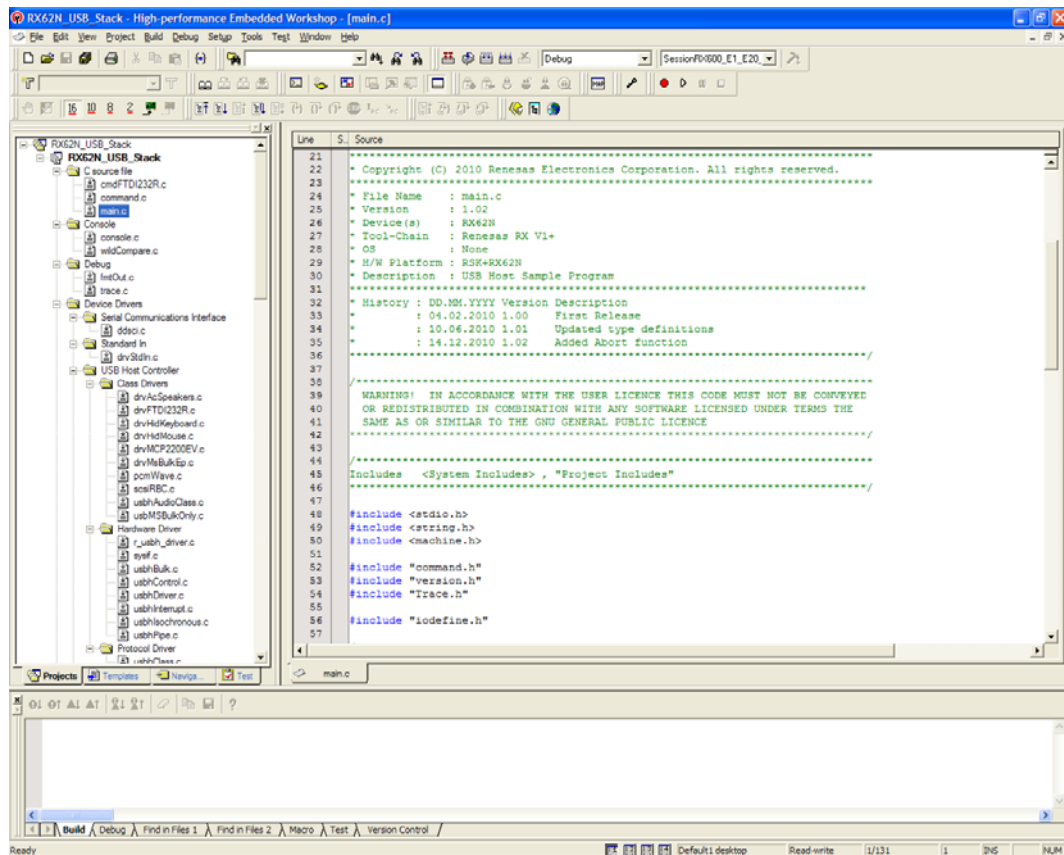 RX62N_USB_Stack - High-performance Embedded Workshop - [main.c]
File Edit View Project Build Debug Setup Tools Test Window Help
Debug
SessionRX600_E1_E20_
16 10 8 2
RX62N_USB_Stack
RX62N_USB_Stack
C source file
cmdFTDI232R.c
command.c
main.c
Console
console.c
wildCompare.c
Debug
fmtOut.c
trace.c
Device Drivers
Serial Communications Interface
ddsci.c
Standard In
drvStdIn.c
USB Host Controller
Class Drivers
drvAcSpeakers.c
drvFTDI232R.c
drvHidKeyboard.c
drvHidMouse.c
drvMCP2200EV.c
drvMsBulkEp.c
pcmWave.c
scsiRBC.c
usbhAudioClass.c
usbMSBulkOnly.c
Hardware Driver
r_usbh_driver.c
sysif.c
usbhBulk.c
usbhControl.c
usbhDriver.c
usbhInterrupt.c
usbhIsochronous.c
usbhPipe.c
Protocol Driver
usbhClass.c
Projects Templates Naviga... Test
Line S.. Source
21 *******************************************************************************
22 * Copyright (C) 2010 Renesas Electronics Corporation. All rights reserved.
23 *******************************************************************************
24 * File Name : main.c
25 * Version : 1.02
26 * Device(s) : RX62N
27 * Tool-Chain : Renesas RX V1+
28 * OS : None
29 * H/W Platform : RSK+RX62N
30 * Description : USB Host Sample Program
31 *******************************************************************************
32 * History : DD.MM.YYYY Version Description
33 * : 04.02.2010 1.00 First Release
34 * : 10.06.2010 1.01 Updated type definitions
35 * : 14.12.2010 1.02 Added Abort function
36 *******************************************************************************/
37
38 /*******************************************************************************
39 WARNING! IN ACCORDANCE WITH THE USER LICENCE THIS CODE MUST NOT BE CONVEYED
40 OR REDISTRIBUTED IN COMBINATION WITH ANY SOFTWARE LICENSED UNDER TERMS THE
41 SAME AS OR SIMILAR TO THE GNU GENERAL PUBLIC LICENCE
42 *******************************************************************************/
43
44 /*******************************************************************************
45 Includes <System Includes> , "Project Includes"
46 *******************************************************************************/
47
48 #include <stdio.h>
49 #include <string.h>
50 #include <machine.h>
51
52 #include "command.h"
53 #include "version.h"
54 #include "Trace.h"
55
56 #include "iodefine.h"
57
main.c
Build Debug Find in Files 1 Find in Files 2 Macro Test Version Control
Ready
Default1 desktop Read-write 1/131 1 INS NUM